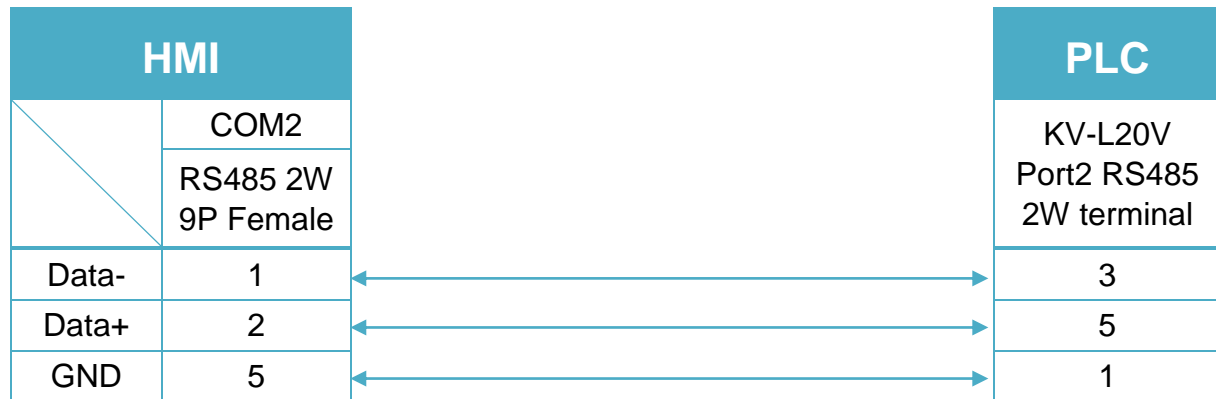 HMI
PLC
COM2
RS485 2W
9P Female
KV-L20V
Port2 RS485
2W terminal
Data- 1 3
Data+ 2 5
GND 5 1